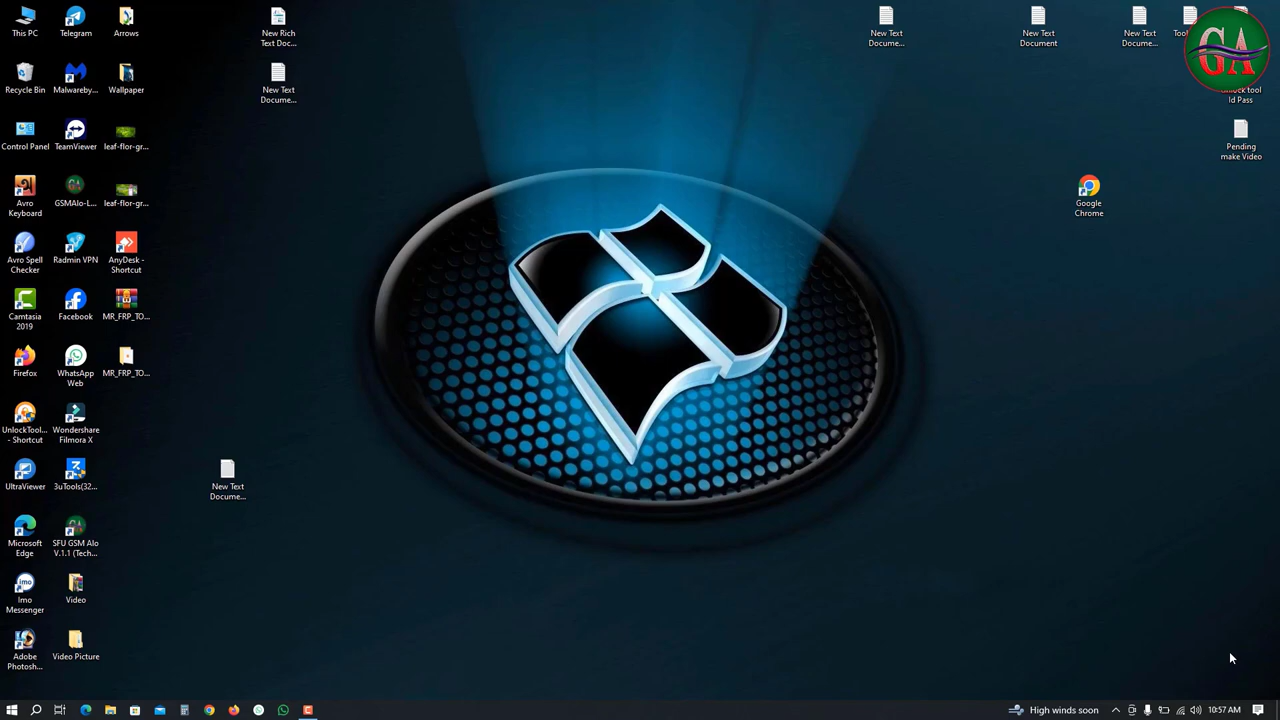 This PC
Telegram
Arrows
New Rich
Text Doc...
New Text
Docume...
New Text
Document
New Text
Docume...
GA
Recycle Bin
Malwareby...
Wallpaper
New Text
Docume...
ld Pass
Control Panel
TeamViewer
leaf-flor-gr...
Pending
make Video
Avro
Keyboard
GSMAlo-L...
leaf-flor-gr...
Google
Chrome
Avro Spell
Checker
Radmin VPN
AnyDesk -
Shortcut
Camtasia
2019
Facebook
MR_FRP_TO...
Firefox
WhatsApp
Web
MR_FRP_TO...
UnlockTool...
- Shortcut
Wondershare
Filmora X
UltraViewer
3uTools(32...
New Text
Docume...
Microsoft
Edge
SFU GSM Alo
V.1.1 (Tech...
Imo
Messenger
Video
Adobe
Photosh...
Video Picture
High winds soon
10:57 AM